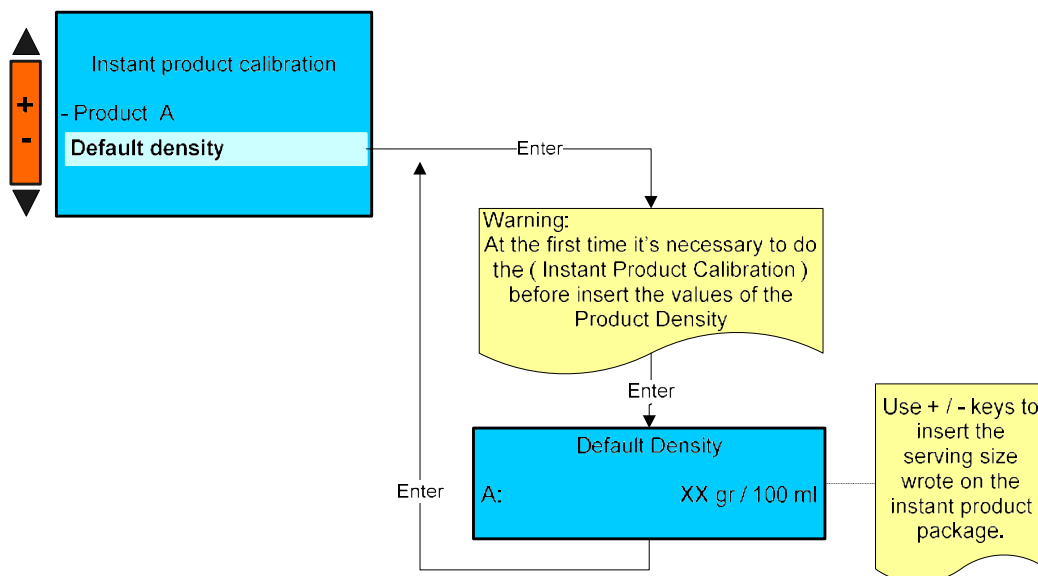 Instant product calibration
+
- Product  A
-
Default density
Enter
Warning:
At the first time it's necessary to do
the ( Instant Product Calibration )
before insert the values of the
Product Density
Enter
Default Density
A: XX gr / 100 ml
Enter
Use + / - keys to
insert the
serving size
wrote on the
instant product
package.